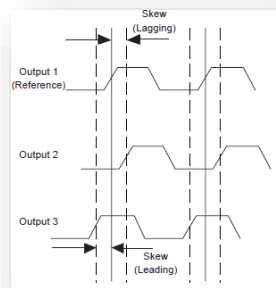 Skew
(Lagging)
Output 1
(Reference)
Output 2
Output 3
Skew
(Leading)